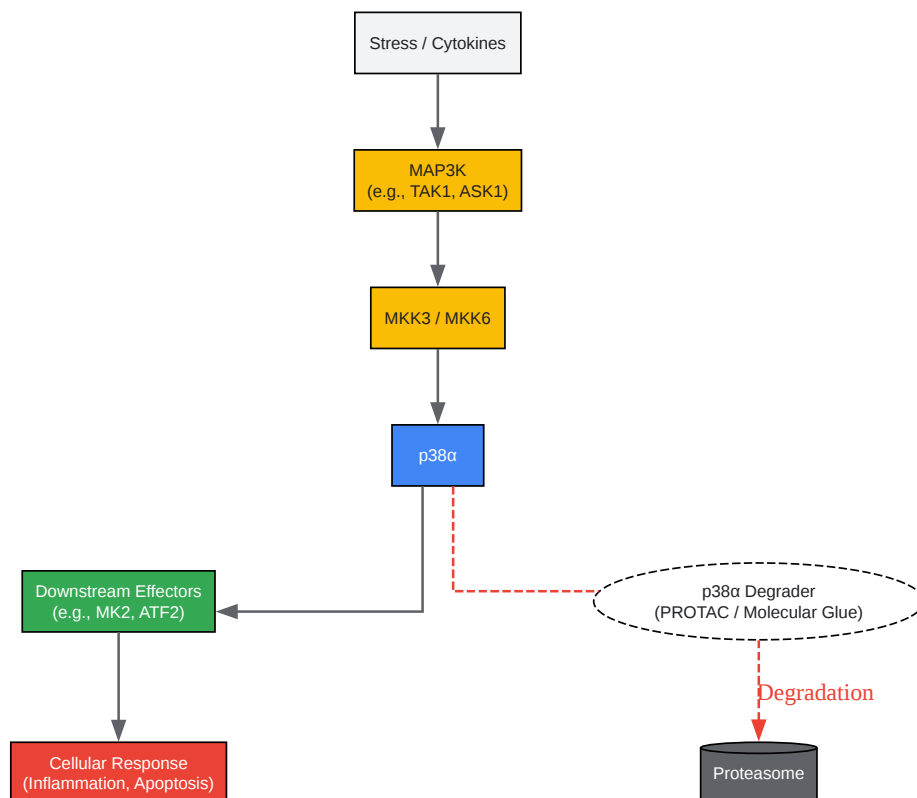 Stress / Cytokines
MAP3K
(e.g., TAK1, ASK1)
MKK3 / MKK6
p38α
Downstream Effectors
(e.g., MK2, ATF2)
p38α Degrader
(PROTAC / Molecular Glue)
Degradation
Cellular Response
(Inflammation, Apoptosis)
Proteasome